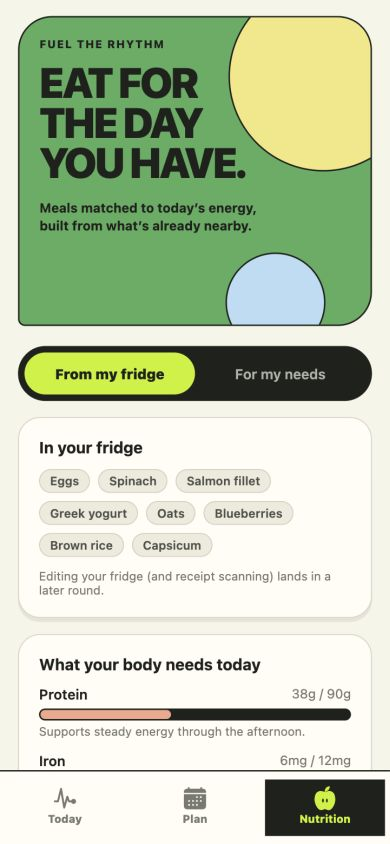 FUEL THE RHYTHM
EAT FOR
THE DAY
YOU HAVE.
Meals matched to today’s energy,
built from what’s already nearby.
From my fridge
For my needs
In your fridge
Eggs
Spinach
Salmon fillet
Greek yogurt
Oats
Blueberries
Brown rice
Capsicum
Editing your fridge (and receipt scanning) lands in a
later round.
What your body needs today
Protein
38g / 90g
Supports steady energy through the afternoon.
Iron
6mg / 12mg
Today
Plan
Nutrition